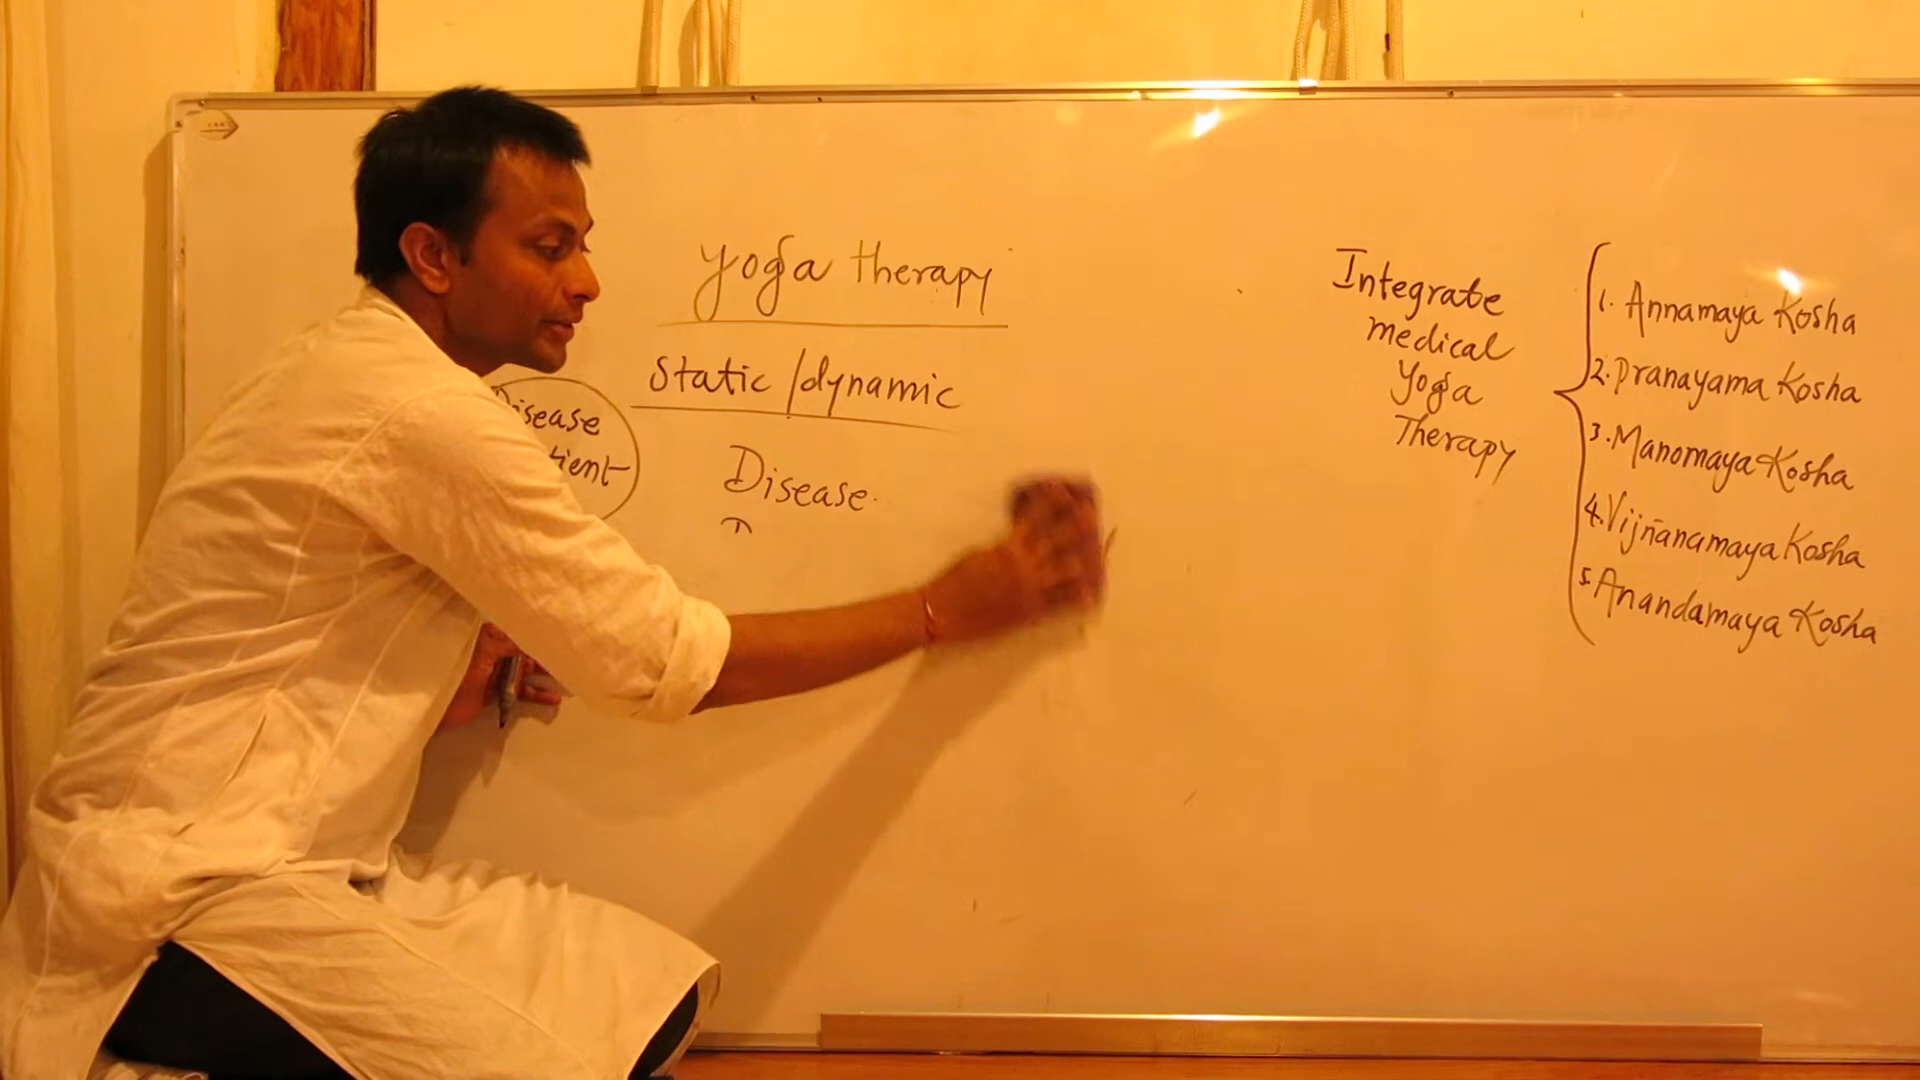 yoga therapy
Static/dynamic
Disease
Disease.
Integrate
medical
Yoga
Therapy
1. Annamaya Kosha
2. Pranayama Kosha
3. Manomaya Kosha
4. Vijñanamaya Kosha
5. Anandamaya Kosha